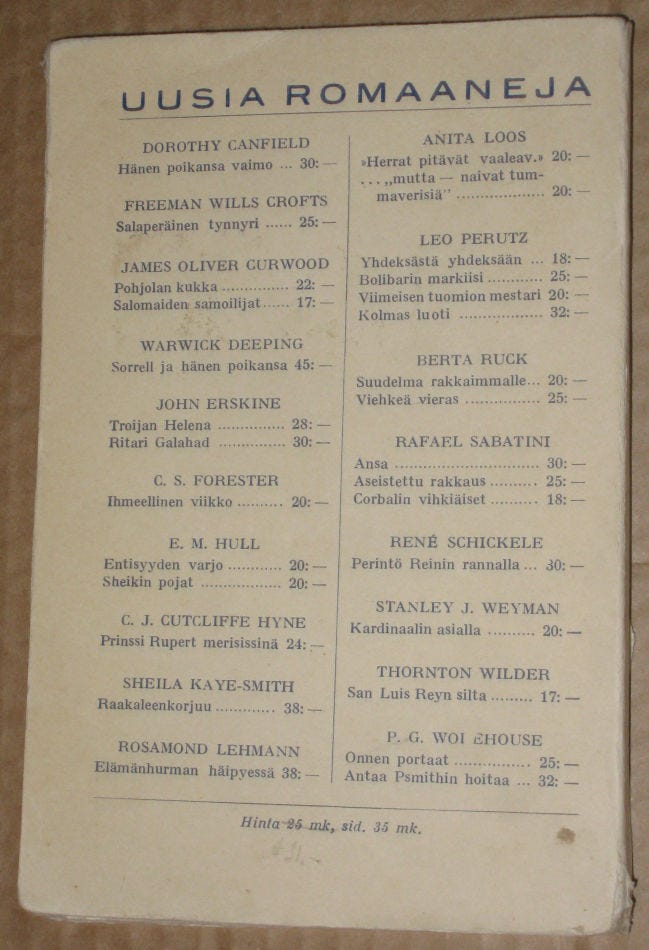 UUSIA ROMAANEJA
DOROTHY CANFIELD
Hänen poikansa vaimo ... 30: —
FREEMAN WILLS CROFTS
Salaperäinen tynnyri ...... 25: —
JAMES OLIVER CURWOOD
Pohjolan kukka ............... 22: —
Salomaiden samoilijat...... 17: —
WARWICK DEEPING
Sorrell ja hänen poikansa 45: —
JOHN ERSKINE
Troijan Helena ............... 28: —
Ritari Galahad ............... 30: —
C. S. FORESTER
Ihmeellinen viikko .......... 20: —
E. M. HULL
Entisyyden varjo ............ 20: —
Sheikin pojat .................. 20: —
C. J. CUTCLIFFE HYNE
Prinssi Rupert merisissinä 24: —
SHEILA KAYE-SMITH
Raakaleenkorjuu ............. 38: —
ROSAMOND LEHMANN
Elämänhurman häipyessä 38: —
ANITA LOOS
»Herrat pitävät vaaleav.» 20: —
... „mutta — naivat tum-
maverisiä" ................... 20: —
LEO PERUTZ
Yhdeksästä yhdeksään ... 18: —
Bolibarin markiisi ............ 25: —
Viimeisen tuomion mestari 20: —
Kolmas luoti .................. 32: —
BERTA RUCK
Suudelma rakkaimmalle... 20: —
Viehkeä vieras ................ 25: —
RAFAEL SABATINI
Ansa ............................... 30: —
Aseistettu rakkaus .......... 25: —
Corbalin vihkiäiset .......... 18: —
RENÉ SCHICKELE
Perintö Reinin rannalla ... 30: —
STANLEY J. WEYMAN
Kardinaalin asialla .......... 20: —
THORNTON WILDER
San Luis Reyn silta ......... 17: —
P. G. WODEHOUSE
Onnen portaat ................ 25: —
Antaa Psmithin hoitaa ... 32: —
Hinta 25 mk, sid. 35 mk.